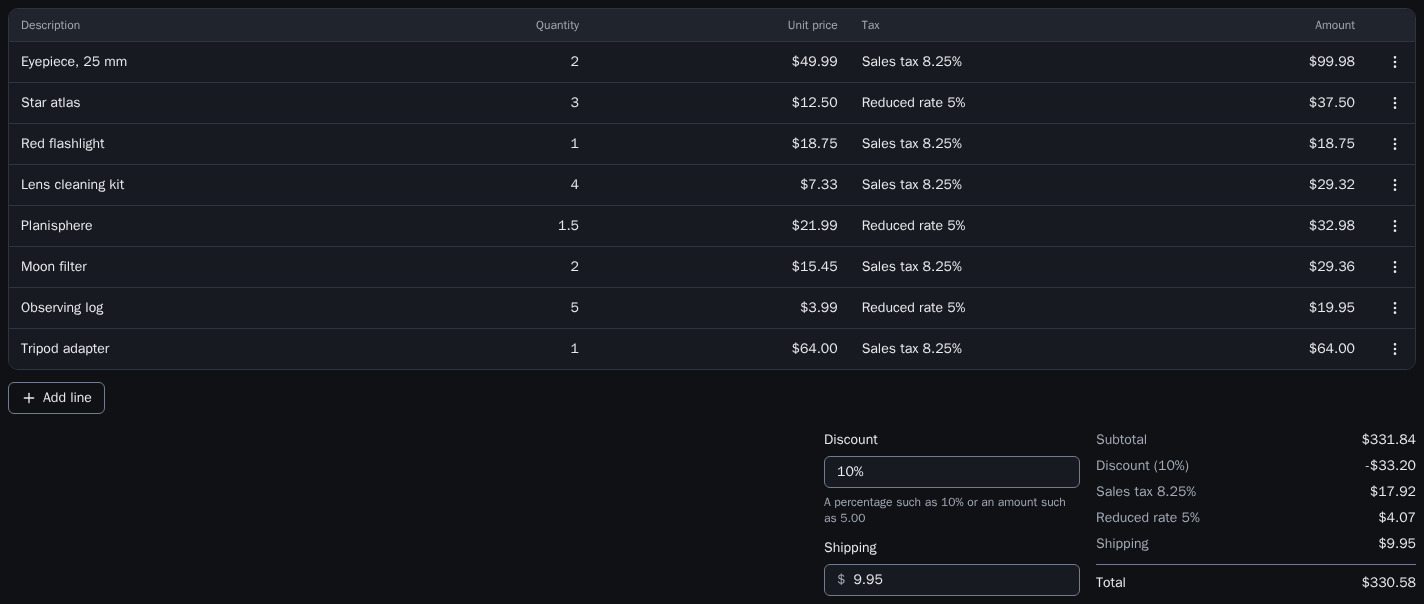 Description Quantity Unit price Tax Amount
Eyepiece, 25 mm 2 $49.99 Sales tax 8.25% $99.98
Star atlas 3 $12.50 Reduced rate 5% $37.50
Red flashlight 1 $18.75 Sales tax 8.25% $18.75
Lens cleaning kit 4 $7.33 Sales tax 8.25% $29.32
Planisphere 1.5 $21.99 Reduced rate 5% $32.98
Moon filter 2 $15.45 Sales tax 8.25% $29.36
Observing log 5 $3.99 Reduced rate 5% $19.95
Tripod adapter 1 $64.00 Sales tax 8.25% $64.00
Add line
Discount
10%
A percentage such as 10% or an amount such
as 5.00
Shipping
$ 9.95
Subtotal $331.84
Discount (10%) -$33.20
Sales tax 8.25% $17.92
Reduced rate 5% $4.07
Shipping $9.95
Total $330.58